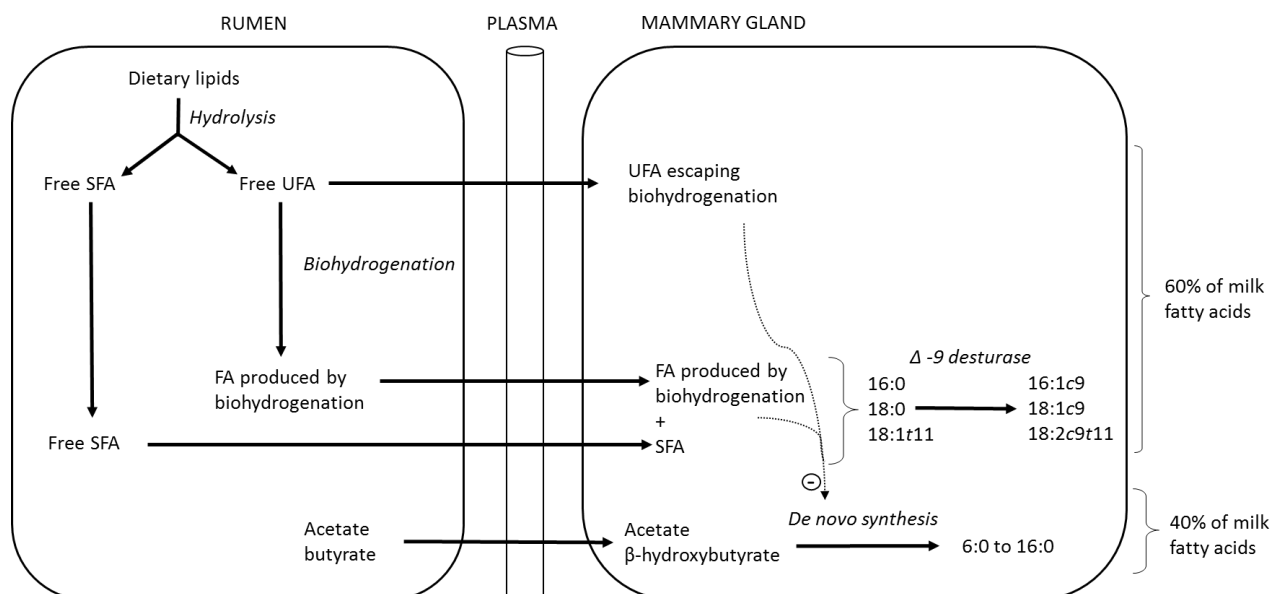 RUMEN
PLASMA
MAMMARY GLAND
Dietary lipids
Hydrolysis
Free SFA
Free UFA
UFA escaping
biohydrogenation
Biohydrogenation
60% of milk
fatty acids
FA produced by
biohydrogenation
FA produced by
biohydrogenation
+
SFA
Δ -9 desturase
16:0
18:0
18:1t11
16:1c9
18:1c9
18:2c9t11
Free SFA
-
De novo synthesis
Acetate
butyrate
Acetate
β-hydroxybutyrate
6:0 to 16:0
40% of milk
fatty acids